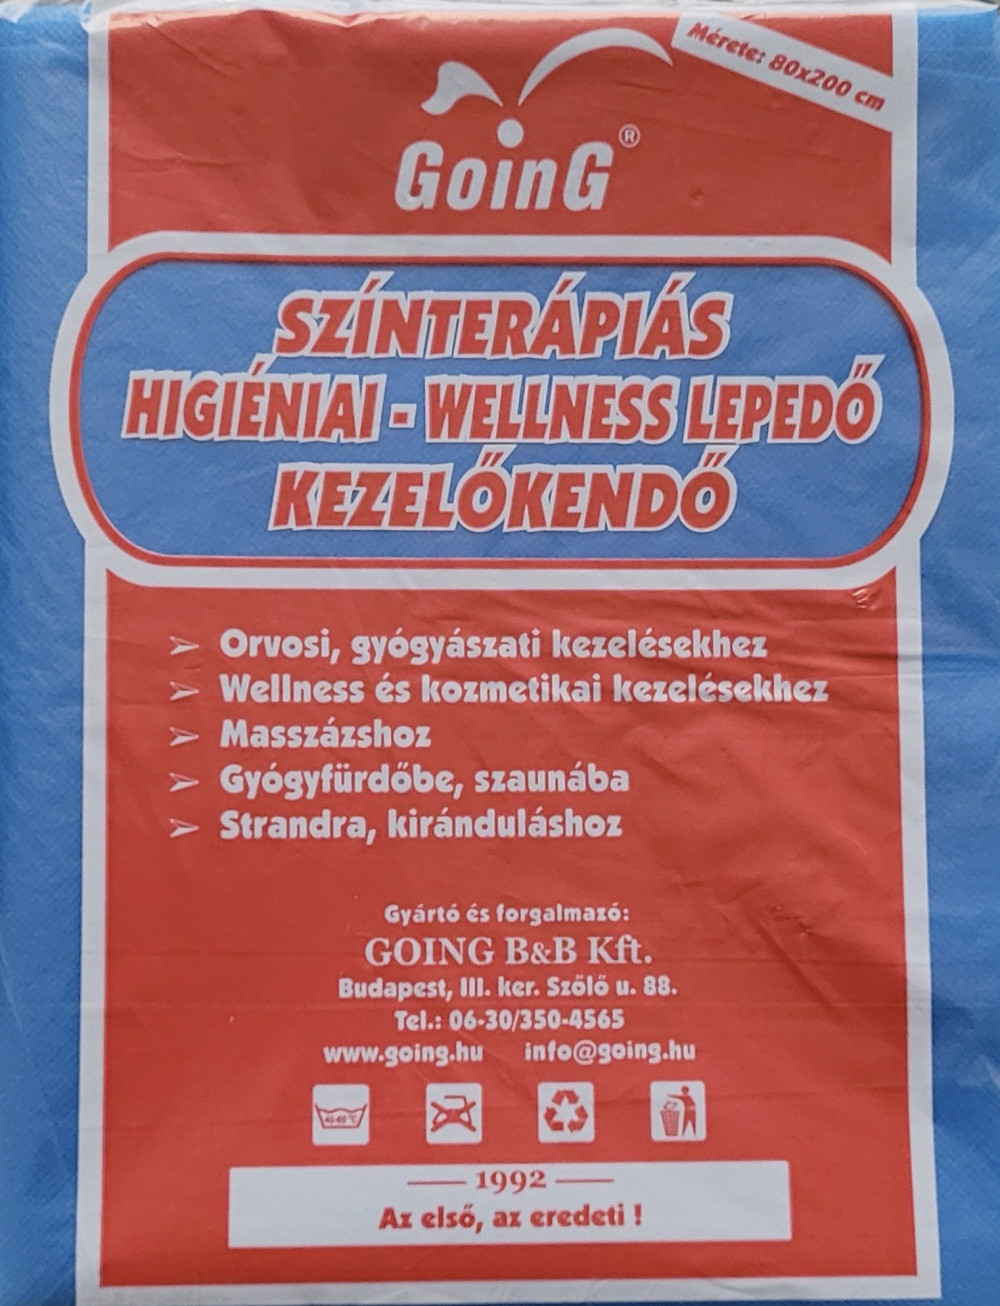 Mérete: 80x200 cm
GoinG®
SZÍNTERÁPIÁS
HIGIÉNIAI - WELLNESS LEPEDŐ
KEZELŐKENDŐ
➢ Orvosi, gyógyászati kezelésekhez
➢ Wellness és kozmetikai kezelésekhez
➢ Masszázshoz
➢ Gyógyfürdőbe, szaunába
➢ Strandra, kiránduláshoz
Gyártó és forgalmazó:
GOING B&B Kft.
Budapest, III. ker. Szőlő u. 88.
Tel.: 06-30/350-4565
www.going.hu info@going.hu
1992
Az első, az eredeti !